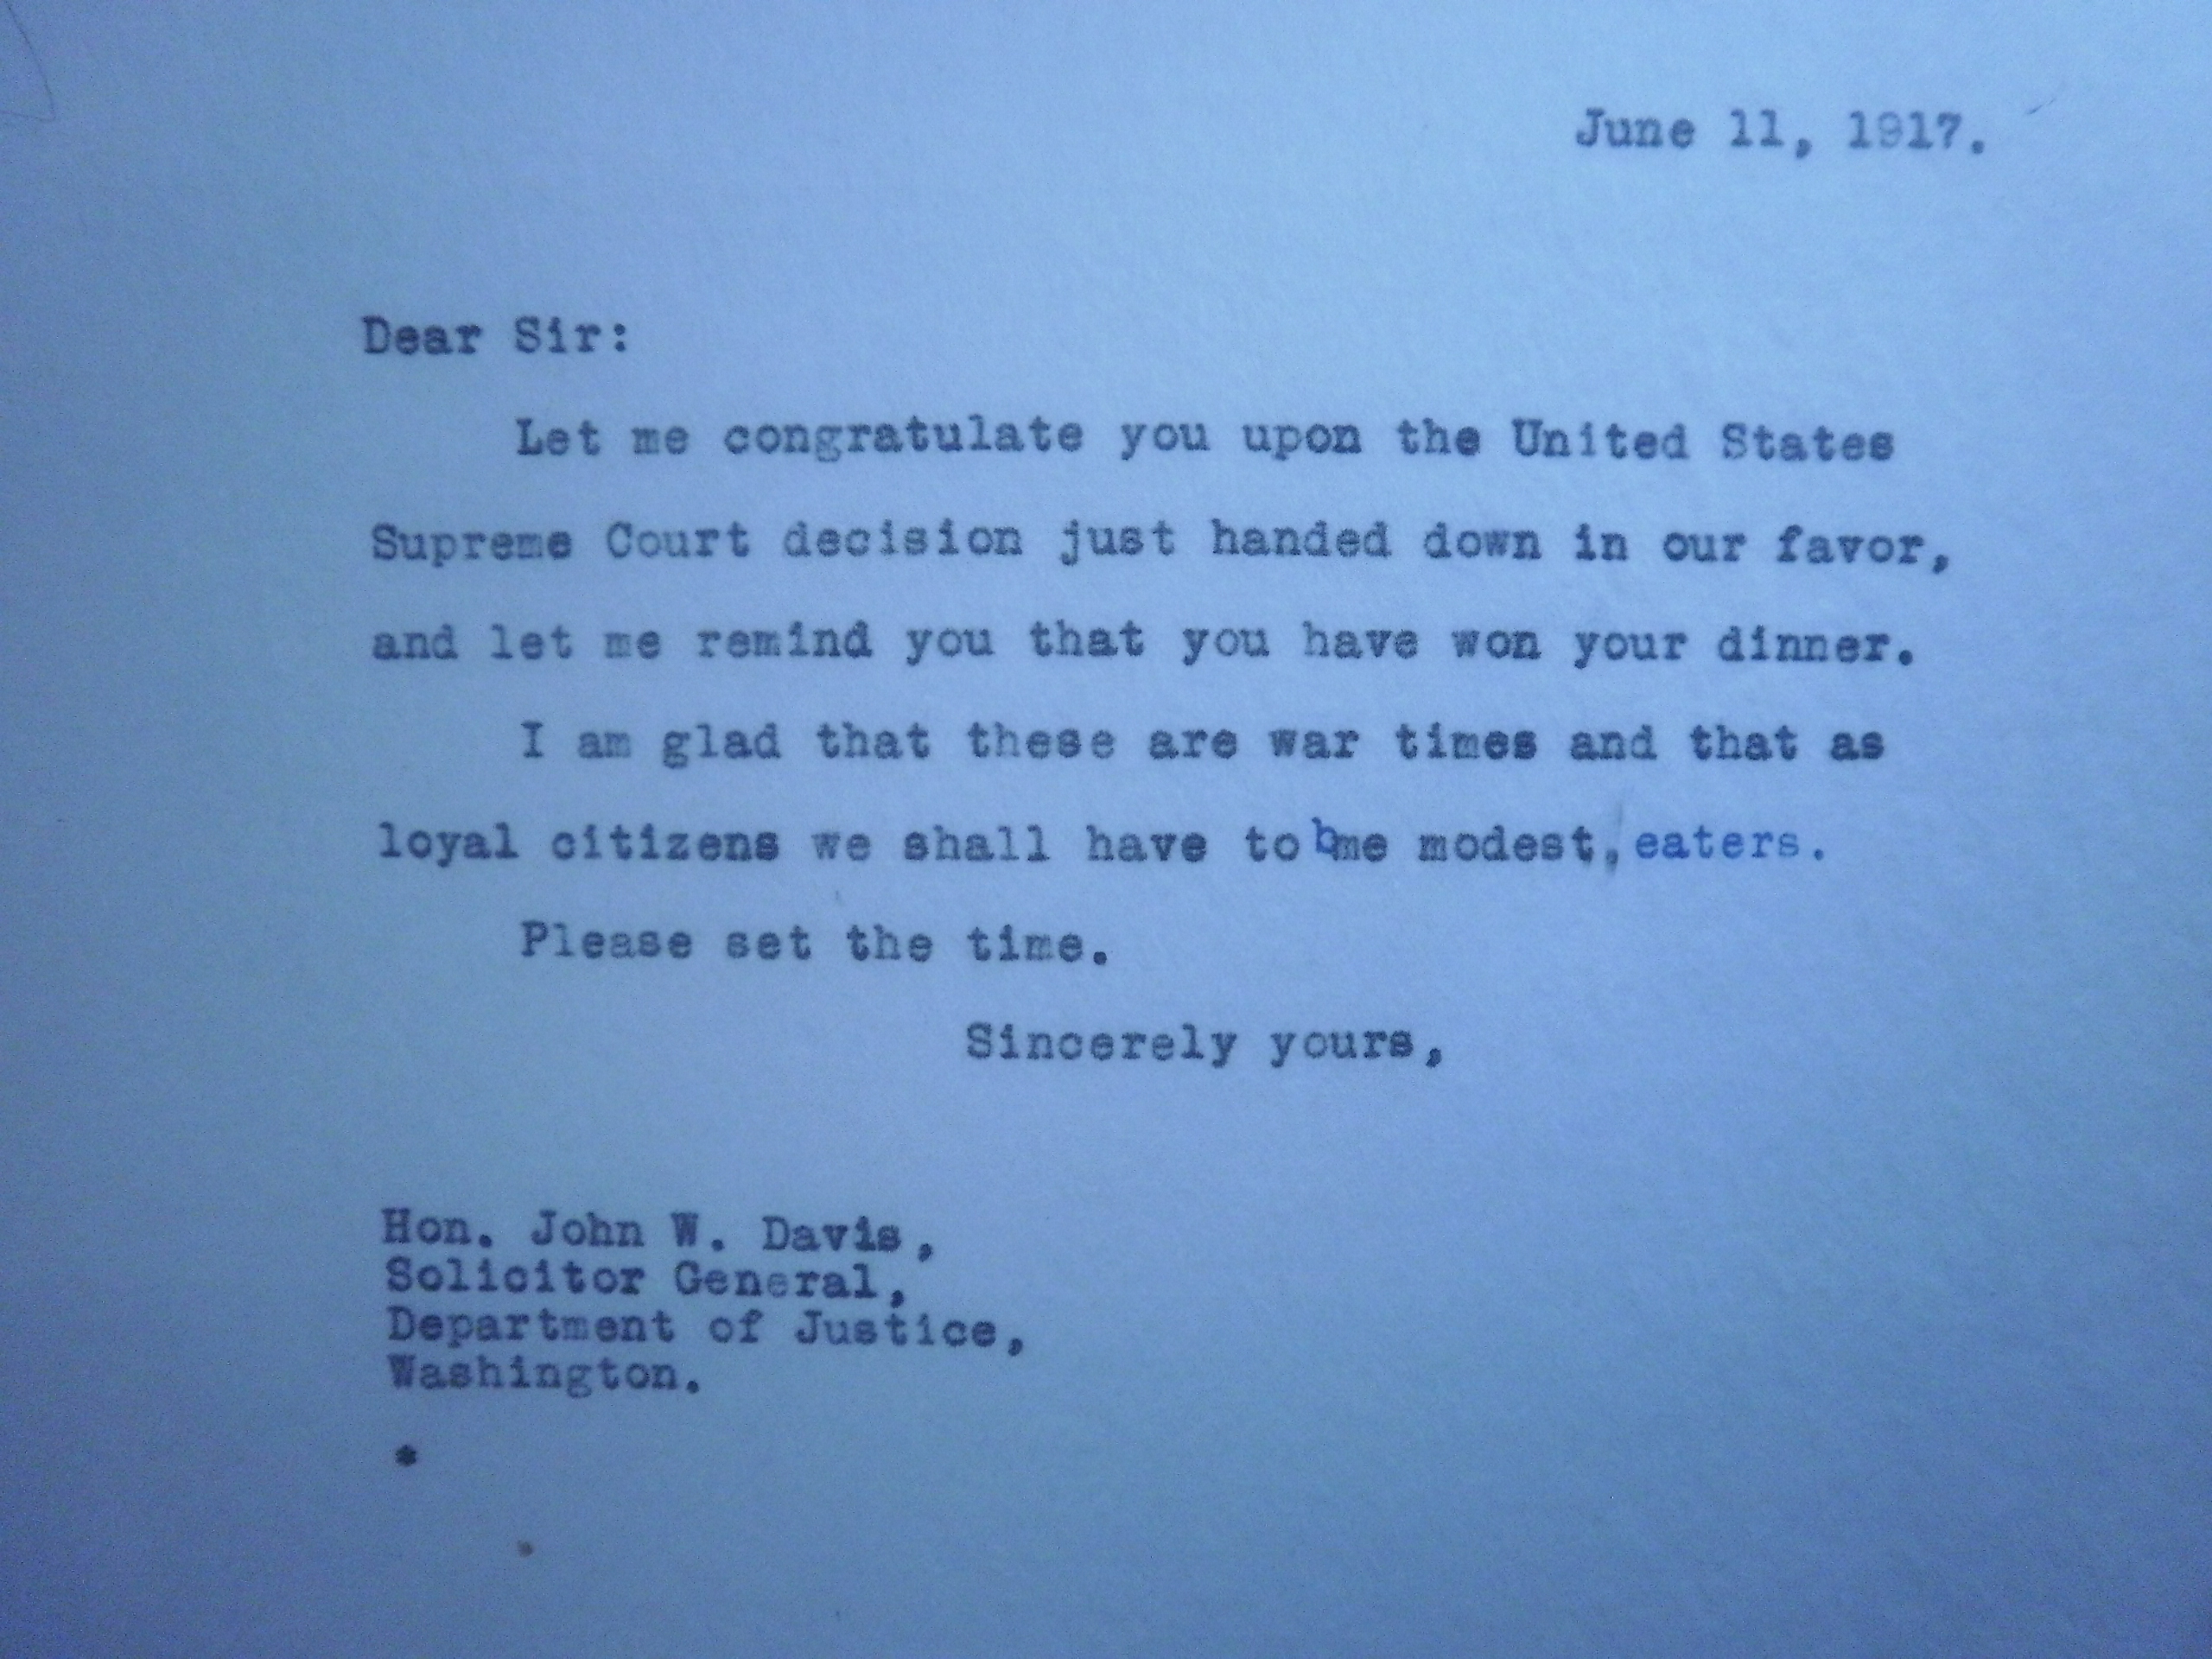 June 11, 1917.
Dear Sir:
Let me congratulate you upon the United States
Supreme Court decision just handed down in our favor,
and let me remind you that you have won your dinner.
I am glad that these are war times and that as
loyal citizens we shall have to bme modest, eaters.
Please set the time.
Sincerely yours,
Hon. John W. Davis,
Solicitor General,
Department of Justice,
Washington.
*